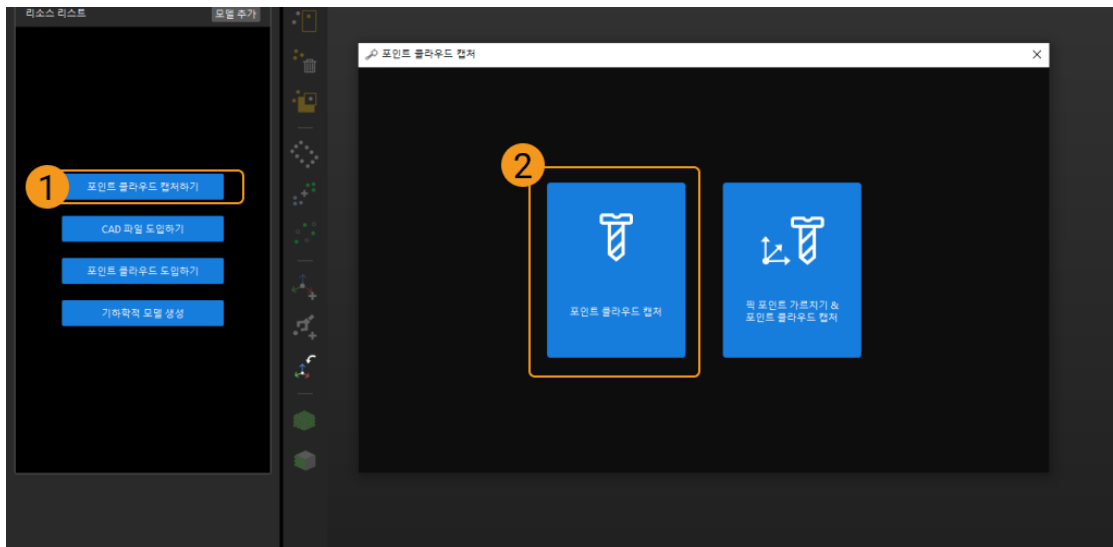 리소스 리스트
모델 추가
포인트 클라우드 캡처하기
CAD 파일 도입하기
포인트 클라우드 도입하기
기하학적 모델 생성
1
포인트 클라우드 캡처
2
포인트 클라우드 캡처
픽 포인트 가르치기 &
포인트 클라우드 캡처